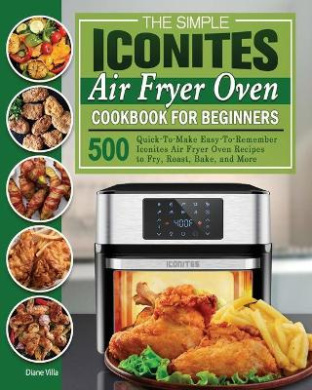 THE SIMPLE
ICONITES
Air Fryer Oven
COOKBOOK FOR BEGINNERS
500
Quick-To-Make Easy-To-Remember
Iconites Air Fryer Oven Recipes
to Fry, Roast, Bake, and More
400F
ICONITES
Diane Villa